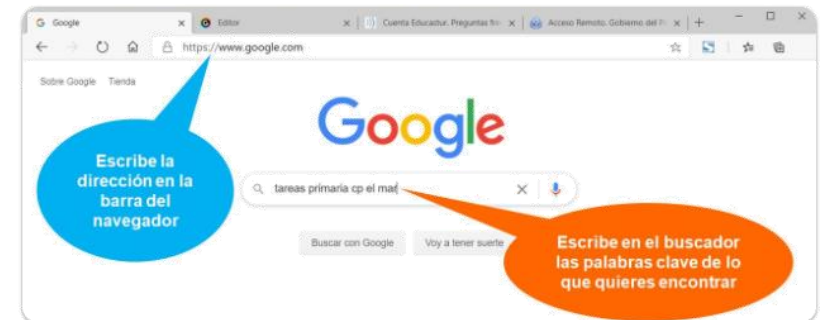 Google
Editor
Cuenta Educastur. Preguntas fre
Acceso Remoto. Gobierno del Pr
https://www.google.com
Sobre Google Tienda
Google
Escribe la
dirección en la
barra del
navegador
tareas primaria cp el mar
Buscar con Google Voy a tener suerte
Escribe en el buscador
las palabras clave de lo
que quieres encontrar